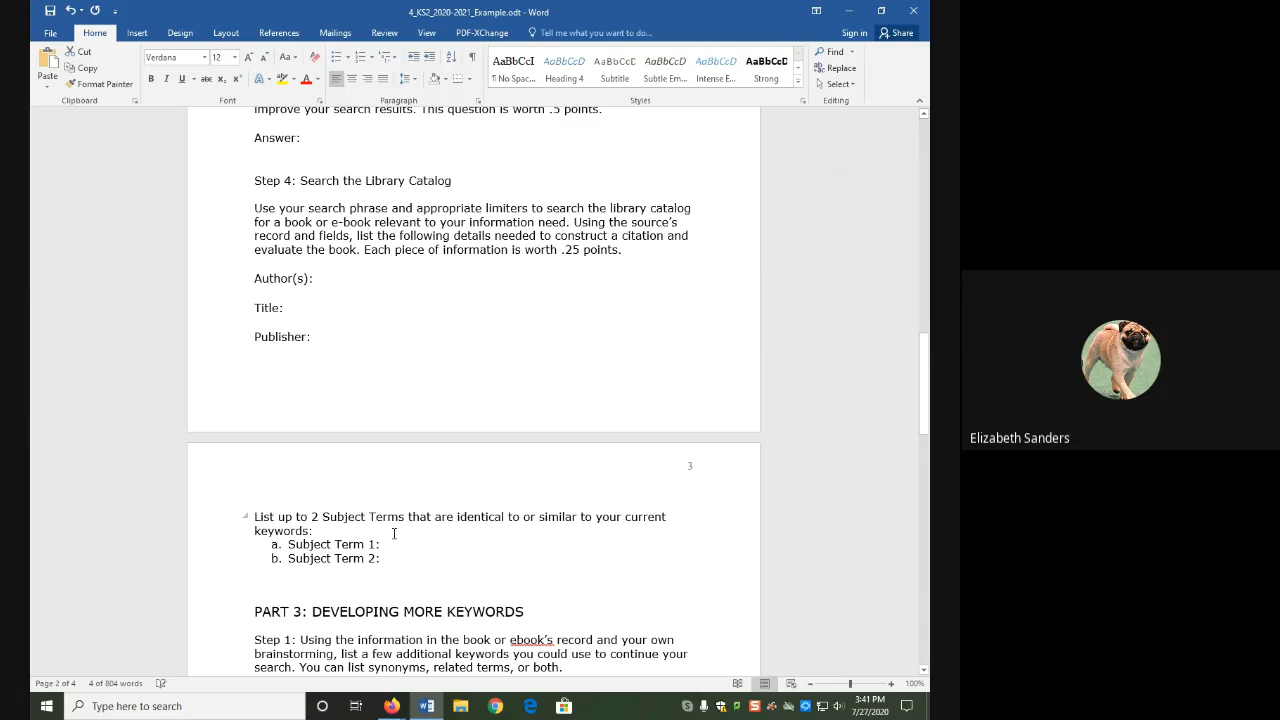 4_KS2_2020-2021_Example.odt - Word
File Home Insert Design Layout References Mailings Review View PDF-XChange Tell me what you want to do... Sign in Share
Paste
Cut
Copy
Format Painter
Verdana 12
Clipboard Font Paragraph Styles Editing
AaBbCcI AaBbCcD AaBbCcD AaBbCcD AaBbCcD AaBbCcD
¶ No Spac... Heading 4 Subtitle Subtle Em... Intense E... Strong
Find
Replace
Select
improve your search results. This question is worth .5 points.
Answer:
Step 4: Search the Library Catalog
Use your search phrase and appropriate limiters to search the library catalog
for a book or e-book relevant to your information need. Using the source's
record and fields, list the following details needed to construct a citation and
evaluate the book. Each piece of information is worth .25 points.
Author(s):
Title:
Publisher:
3
List up to 2 Subject Terms that are identical to or similar to your current
keywords:
a. Subject Term 1:
b. Subject Term 2:
PART 3: DEVELOPING MORE KEYWORDS
Step 1: Using the information in the book or ebook's record and your own
brainstorming, list a few additional keywords you could use to continue your
search. You can list synonyms, related terms, or both.
Page 2 of 4 4 of 804 words 100%
Type here to search
3:41 PM
7/27/2020
Elizabeth Sanders